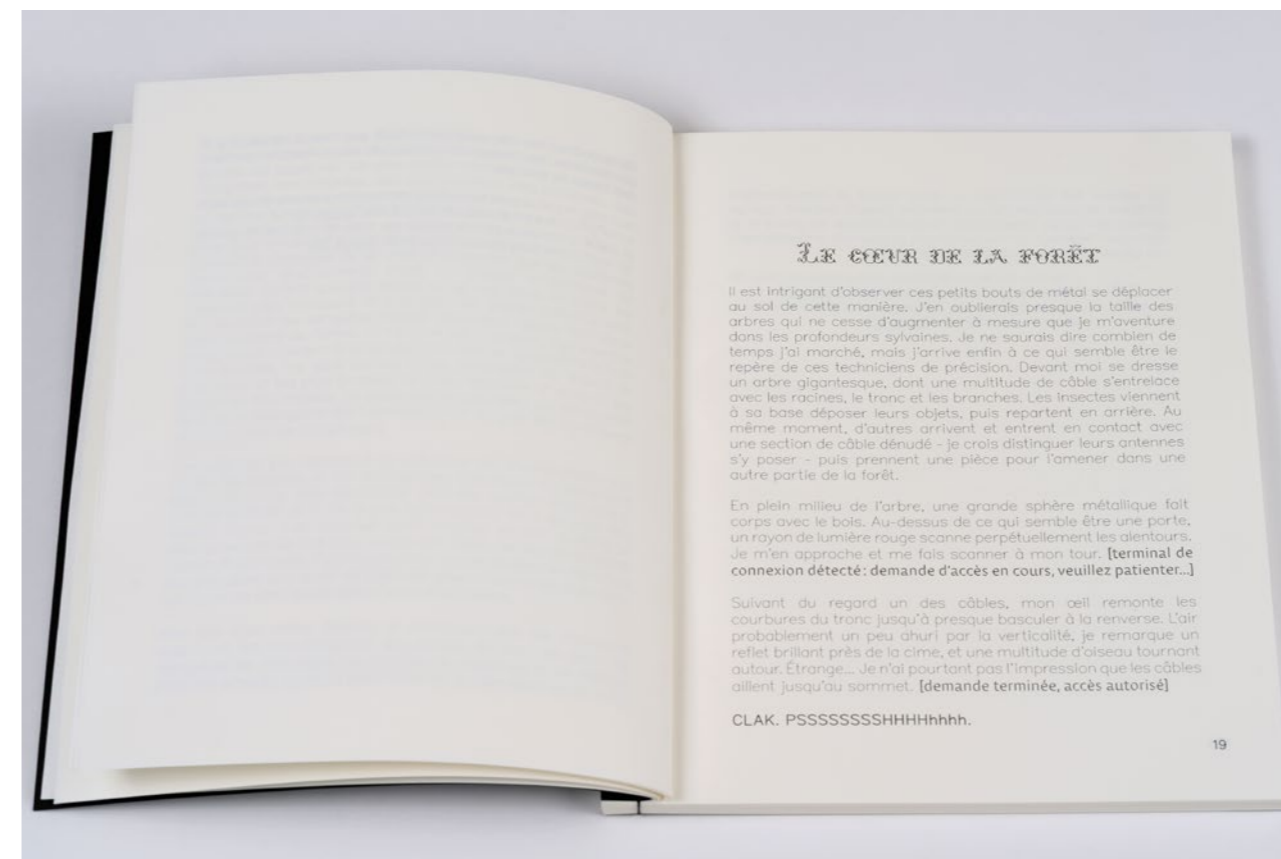 Le cœur de la forêt
Il est intrigant d'observer ces petits bouts de métal se déplacer
au sol de cette manière. J'en oublierais presque la taille des
arbres qui ne cesse d'augmenter à mesure que je m'aventure
dans les profondeurs sylvaines. Je ne saurais dire combien de
temps j'ai marché, mais j'arrive enfin à ce qui semble être le
repère de ces techniciens de précision. Devant moi se dresse
un arbre gigantesque, dont une multitude de câble s'entrelace
avec les racines, le tronc et les branches. Les insectes viennent
à sa base déposer leurs objets, puis repartent en arrière. Au
même moment, d'autres arrivent et entrent en contact avec
une section de câble dénudé - je crois distinguer leurs antennes
s'y poser - puis prennent une pièce pour l'amener dans une
autre partie de la forêt.
En plein milieu de l'arbre, une grande sphère métallique fait
corps avec le bois. Au-dessus de ce qui semble être une porte,
un rayon de lumière rouge scanne perpétuellement les alentours.
Je m'en approche et me fais scanner à mon tour. [terminal de
connexion détecté: demande d'accès en cours, veuillez patienter...]
Suivant du regard un des câbles, mon œil remonte les
courbures du tronc jusqu'à presque basculer à la renverse. L'air
probablement un peu ahuri par la verticalité, je remarque un
reflet brillant près de la cime, et une multitude d'oiseau tournant
autour. Étrange... Je n'ai pourtant pas l'impression que les câbles
aillent jusqu'au sommet. [demande terminée, accès autorisé]
CLAK. PSSSSSSSSHHHHhhhh.
19